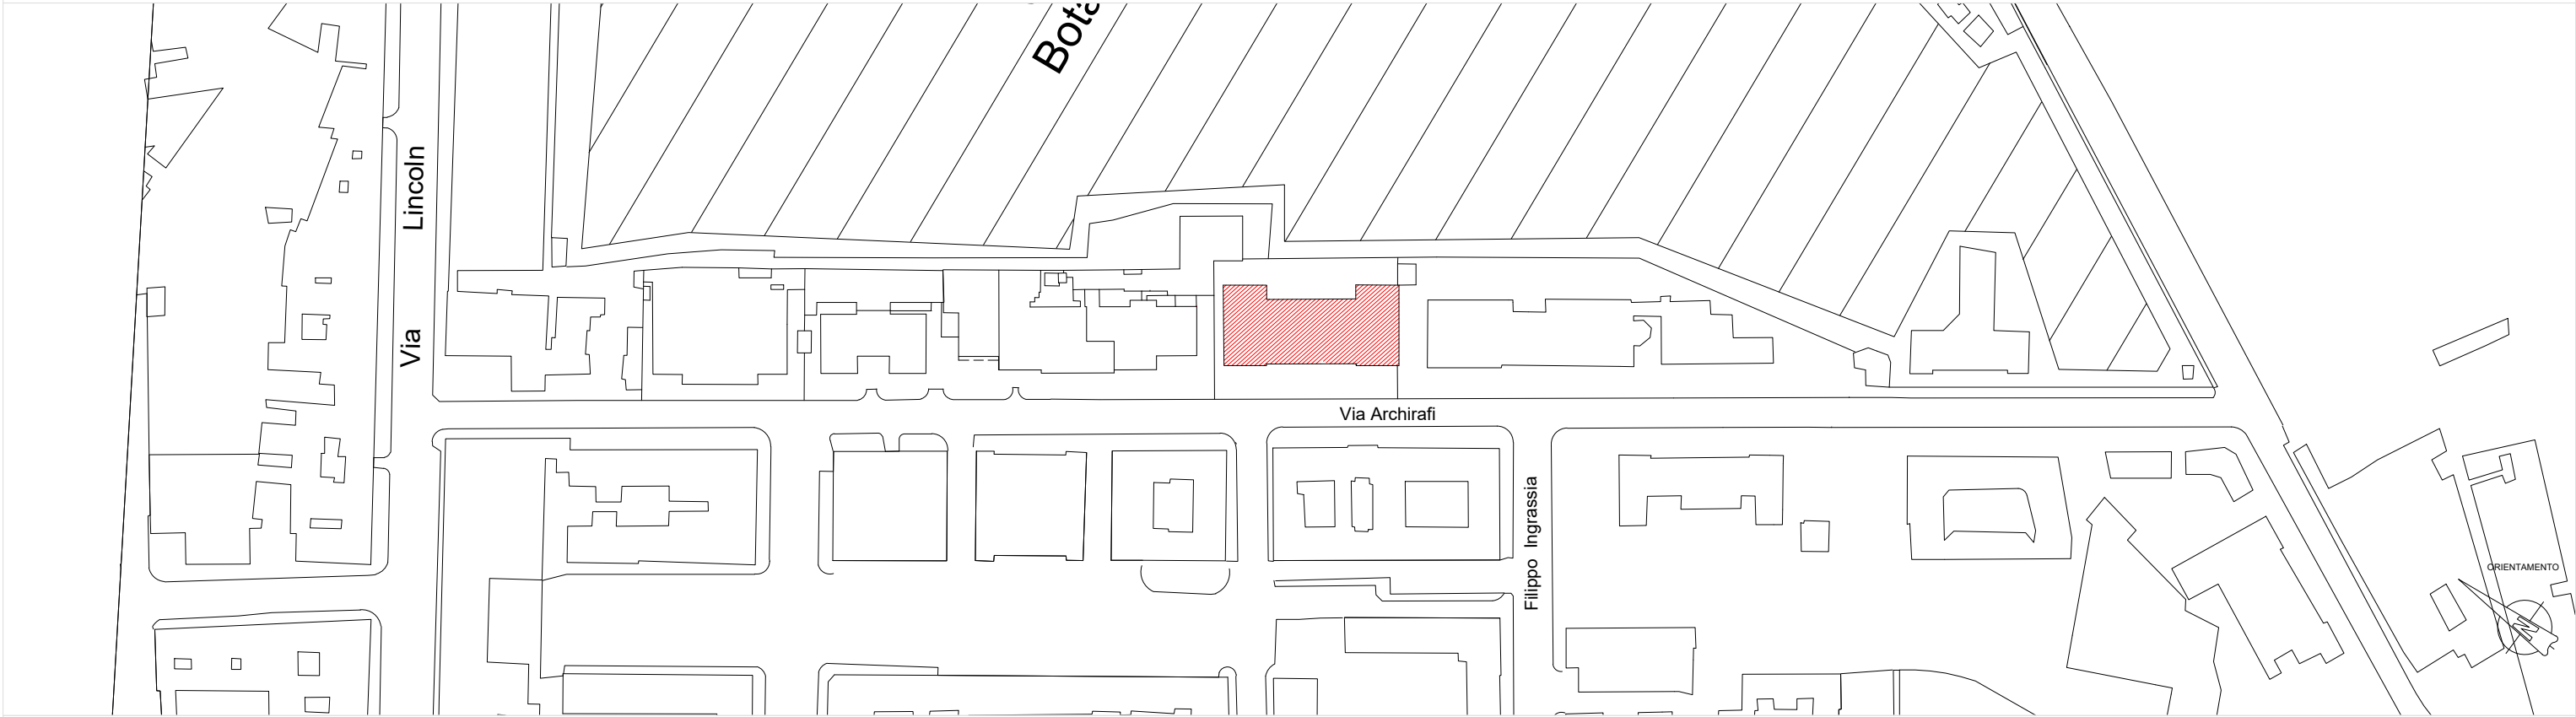 Bota
Via Lincoln
Via Archirafi
Filippo Ingrassia
ORIENTAMENTO
N